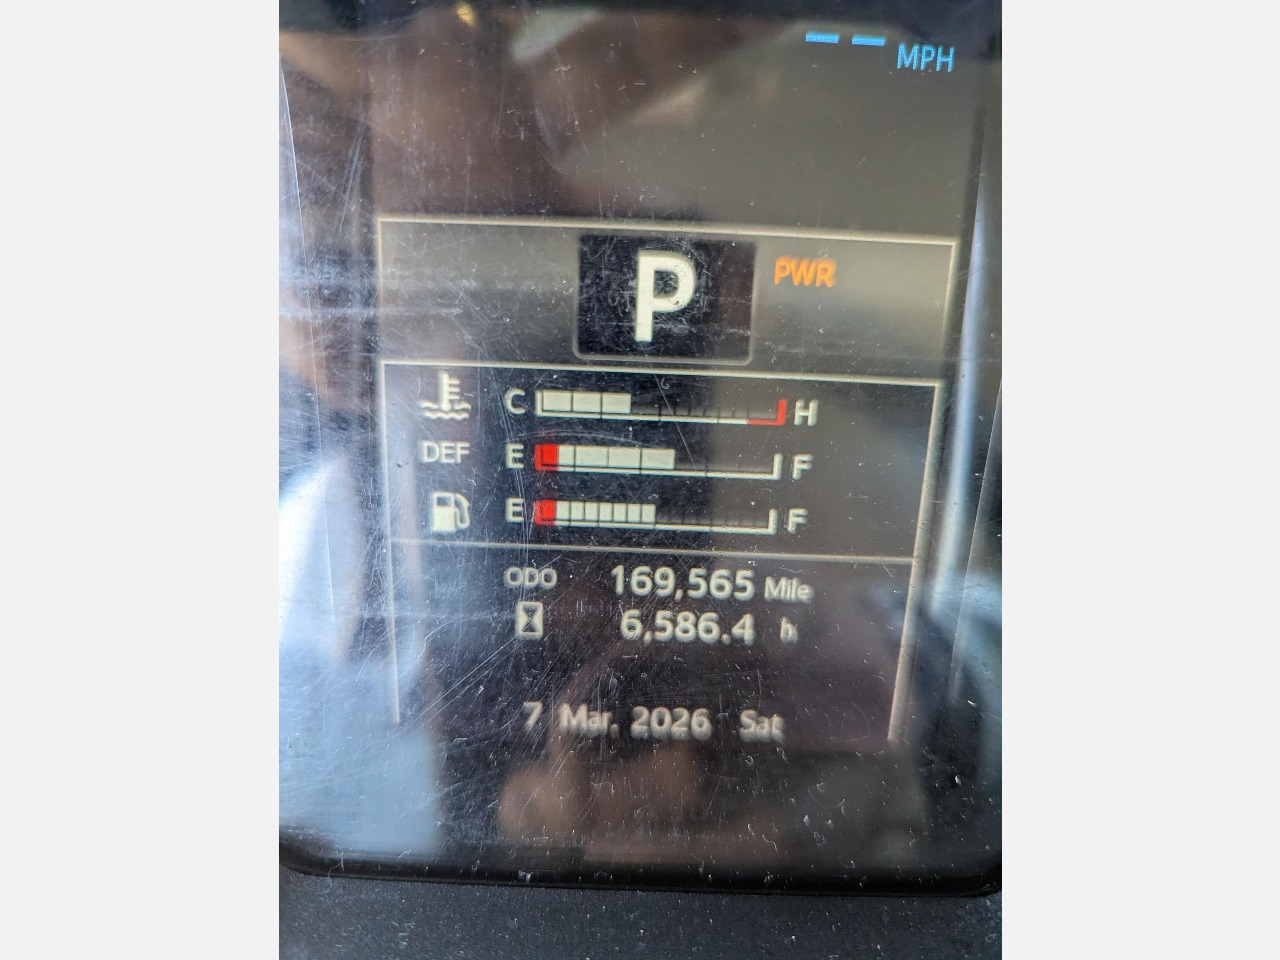 -- MPH
P PWR
C H
DEF E F
E F
ODO 169,565 Mile
6,586.4 h
7 Mar. 2026 Sat